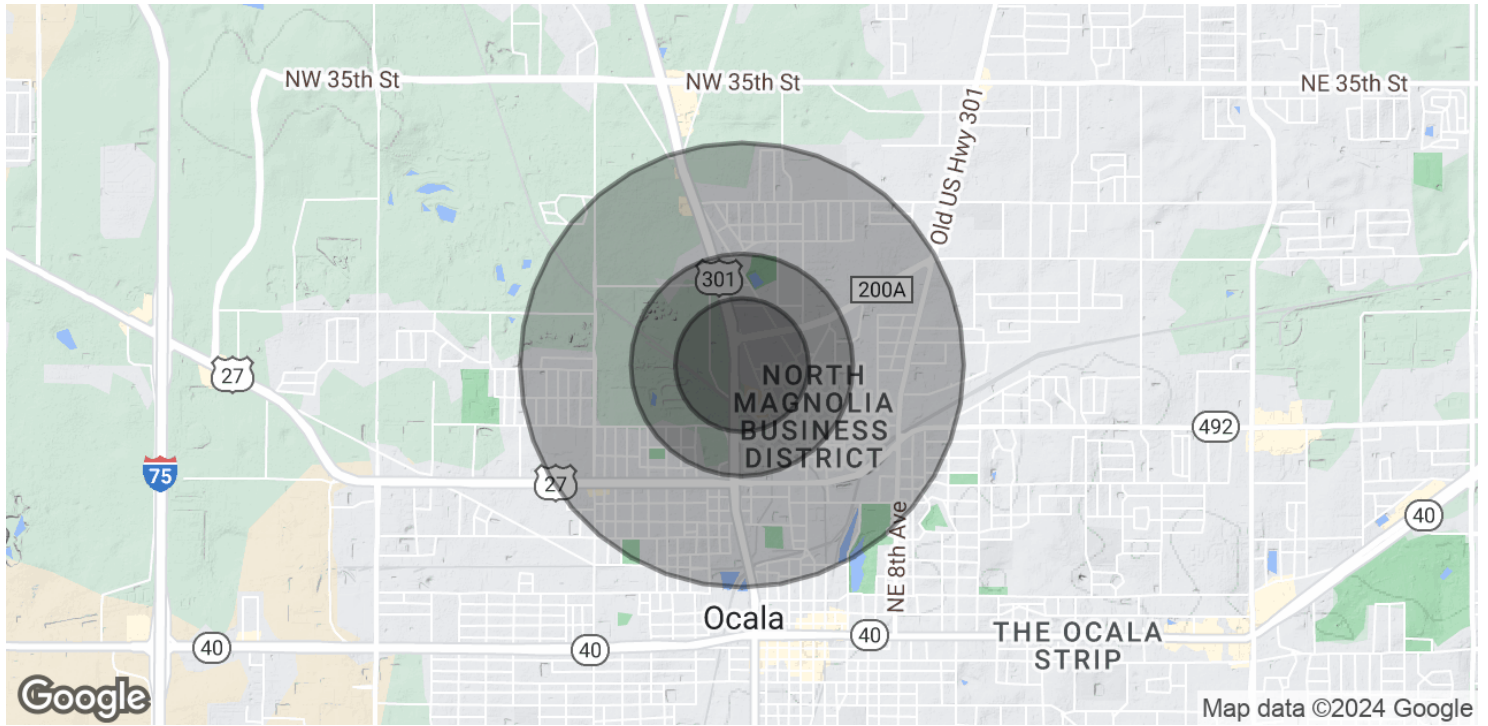 NW 35th St
NW 35th St
NE 35th St
Old US Hwy 301
301
200A
27
NORTH
MAGNOLIA
BUSINESS
DISTRICT
492
75
27
40
NE 8th Ave
Ocala
40
40
40
THE OCALA
STRIP
Google
Map data ©2024 Google